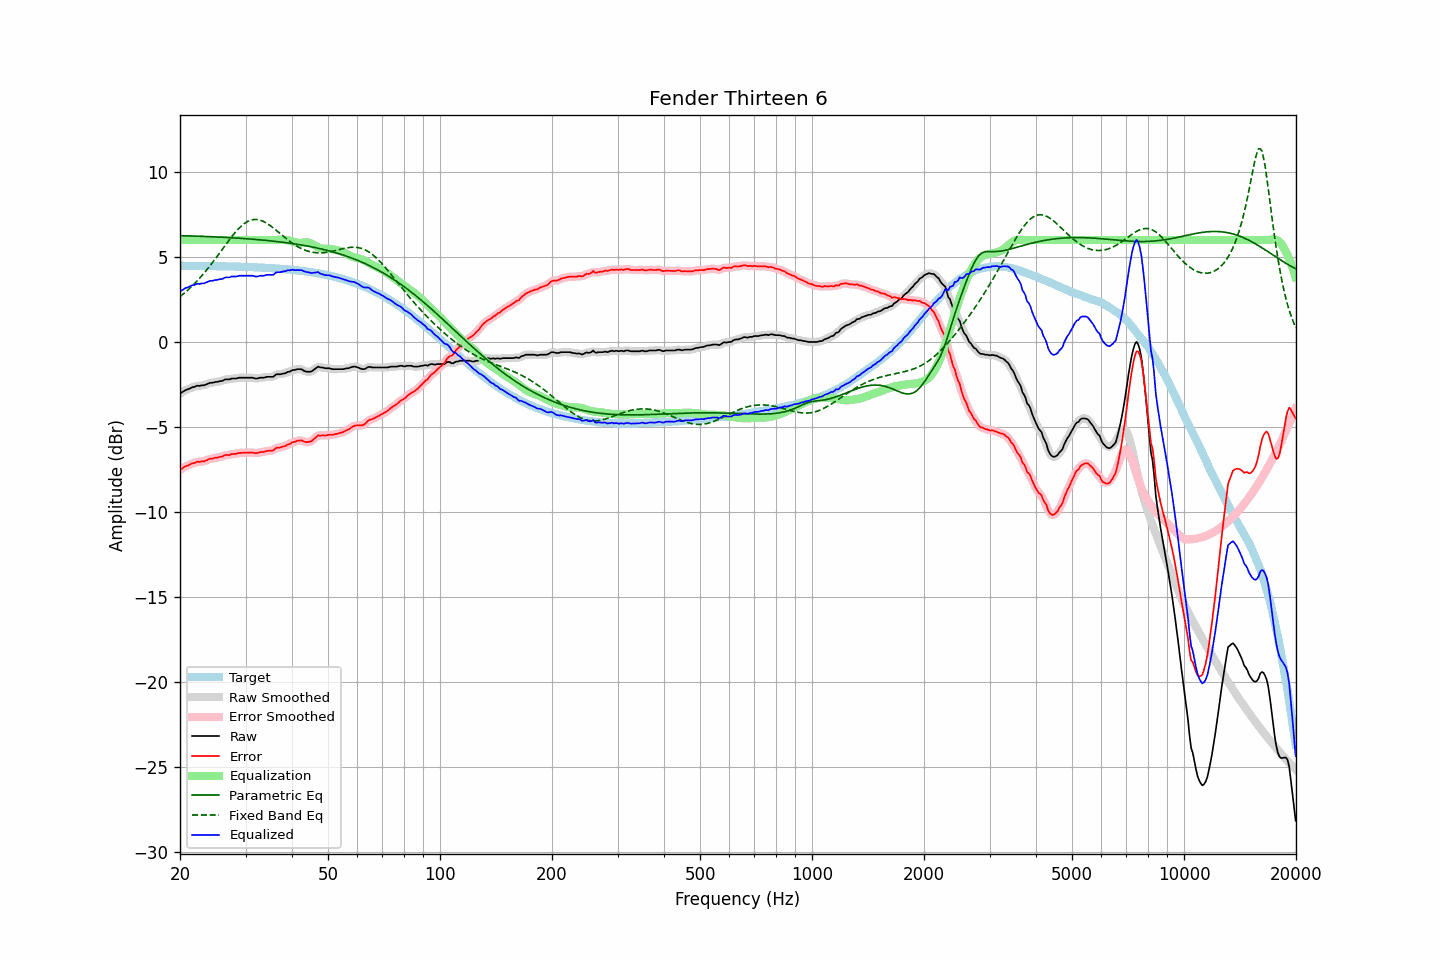 Fender Thirteen 6
Amplitude (dBr)
10
5
0
−5
−10
−15
−20
−25
−30
Target
Raw Smoothed
Error Smoothed
Raw
Error
Equalization
Parametric Eq
Fixed Band Eq
Equalized
20 50 100 200 500 1000 2000 5000 10000 20000
Frequency (Hz)